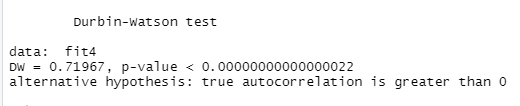 Durbin-Watson test
data:  fit4
DW = 0.71967, p-value < 0.00000000000000022
alternative hypothesis: true autocorrelation is greater than 0